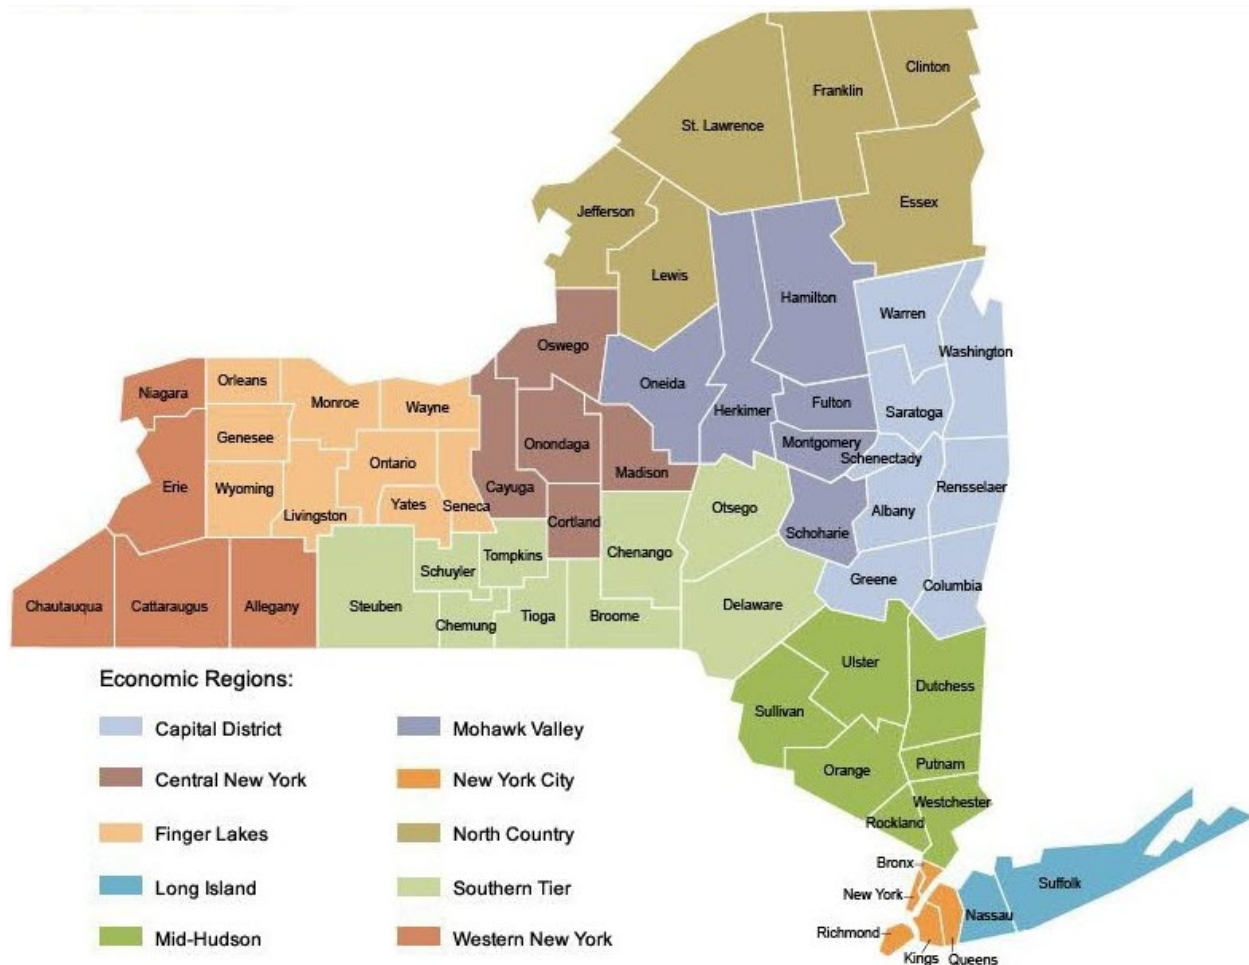 Clinton
Franklin
St. Lawrence
Essex
Jefferson
Lewis
Hamilton
Warren
Oswego
Washington
Oneida
Niagara
Orleans
Monroe
Wayne
Herkimer
Fulton
Saratoga
Genesee
Onondaga
Montgomery
Schenectady
Ontario
Madison
Erie
Wyoming
Cayuga
Rensselaer
Yates
Seneca
Otsego
Albany
Livingston
Cortland
Schoharie
Tompkins
Chenango
Schuyler
Greene
Columbia
Chautauqua
Cattaraugus
Allegany
Steuben
Delaware
Chemung
Tioga
Broome
Ulster
Dutchess
Sullivan
Orange
Putnam
Westchester
Rockland
Bronx
New York
Suffolk
Nassau
Richmond
Kings
Queens
Economic Regions:
Capital District
Central New York
Finger Lakes
Long Island
Mid-Hudson
Mohawk Valley
New York City
North Country
Southern Tier
Western New York